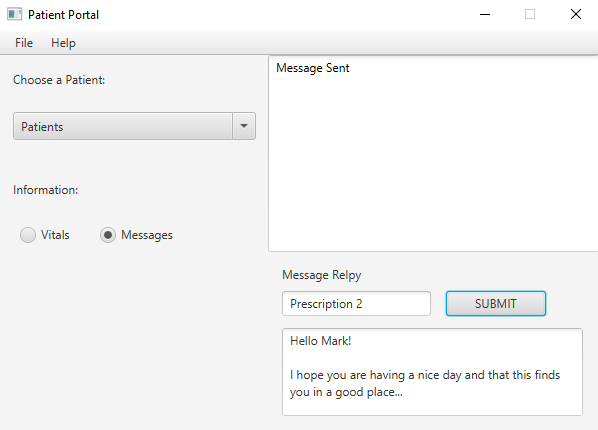 Patient Portal
File Help
Choose a Patient:
Patients
Information:
Vitals Messages
Message Sent
Message Relpy
Prescription 2
SUBMIT
Hello Mark!
I hope you are having a nice day and that this finds
you in a good place...